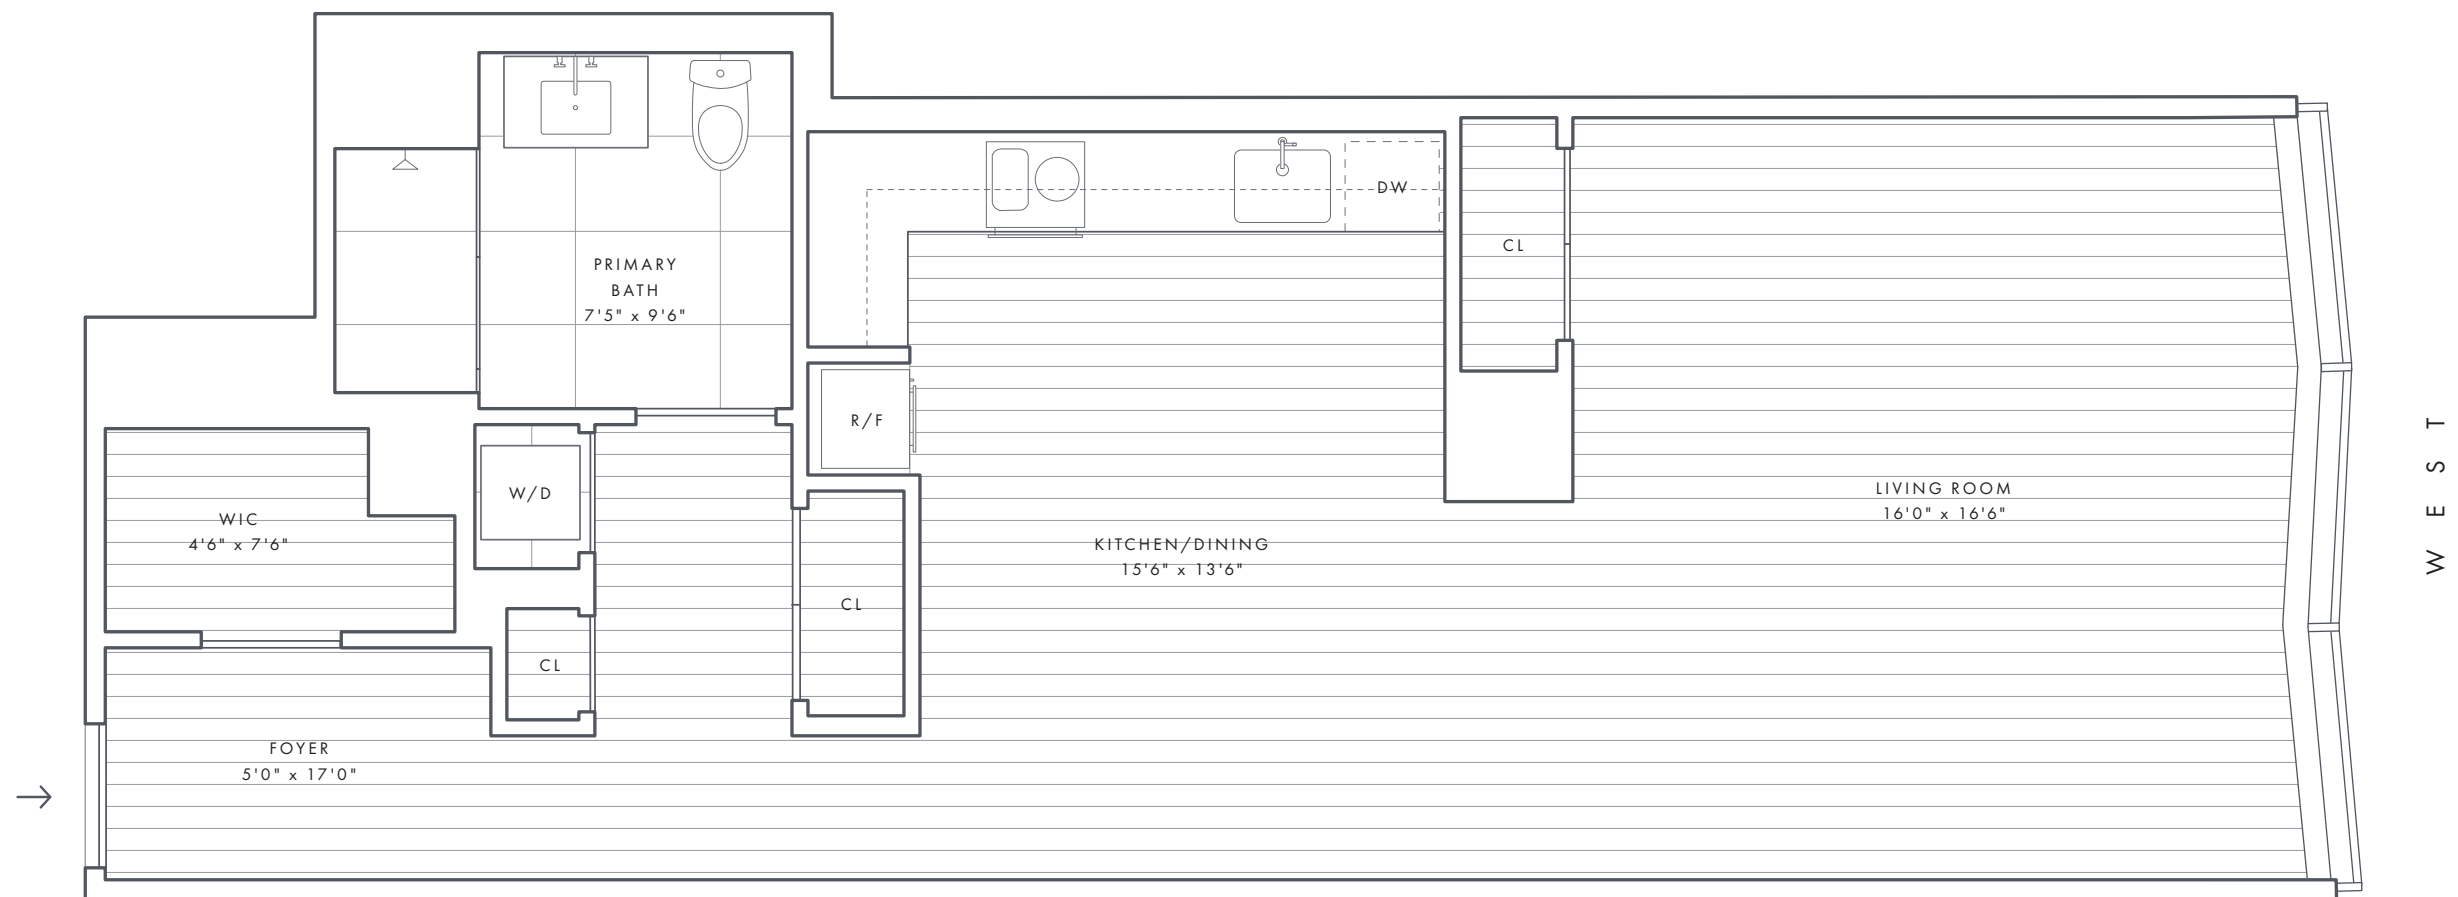 PRIMARY
BATH
7'5" x 9'6"
DW
CL
R/F
W/D
WIC
4'6" x 7'6"
KITCHEN/DINING
15'6" x 13'6"
LIVING ROOM
16'0" x 16'6"
CL
CL
FOYER
5'0" x 17'0"
WEST